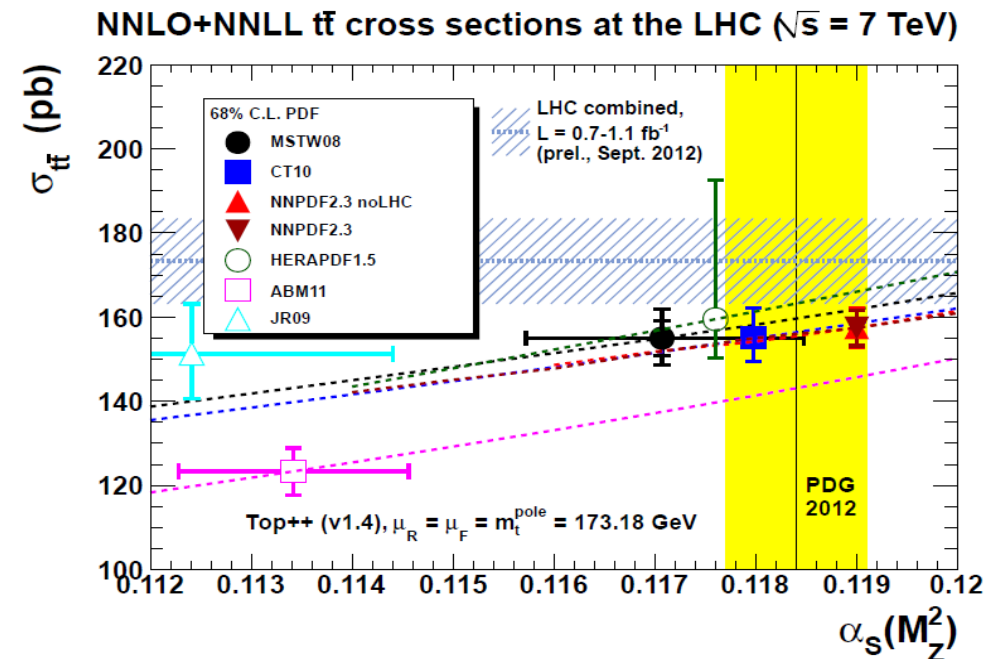 NNLO+NNLL tt̄ cross sections at the LHC (√s = 7 TeV)
σtt̄ (pb)
220
200
180
160
140
120
100
68% C.L. PDF
MSTW08
CT10
NNPDF2.3 noLHC
NNPDF2.3
HERAPDF1.5
ABM11
JR09
LHC combined,
L = 0.7-1.1 fb⁻¹
(prel., Sept. 2012)
PDG
2012
Top++ (v1.4), μR = μF = mt^pole = 173.18 GeV
0.112 0.113 0.114 0.115 0.116 0.117 0.118 0.119 0.12
αS(M²Z)